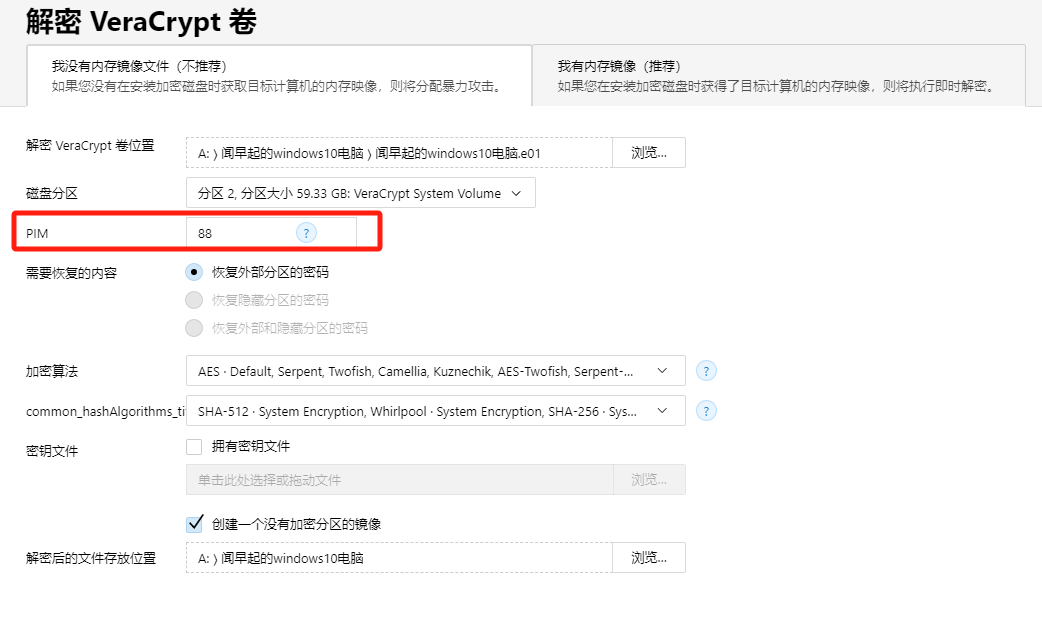 解密 VeraCrypt 卷
我没有内存镜像文件（不推荐）
如果您没有在安装加密磁盘时获取目标计算机的内存映像，则将分配暴力攻击。
我有内存镜像（推荐）
如果您在安装加密磁盘时获得了目标计算机的内存映像，则将执行即时解密。
解密 VeraCrypt 卷位置
A: 〉闻早起的windows10电脑 〉闻早起的windows10电脑.e01
浏览...
磁盘分区
分区 2, 分区大小 59.33 GB: VeraCrypt System Volume
PIM
88
?
需要恢复的内容
恢复外部分区的密码
恢复隐藏分区的密码
恢复外部和隐藏分区的密码
加密算法
AES · Default, Serpent, Twofish, Camellia, Kuznechik, AES-Twofish, Serpent-...
?
common_hashAlgorithms_ti
SHA-512 · System Encryption, Whirlpool · System Encryption, SHA-256 · Sys...
?
密钥文件
拥有密钥文件
单击此处选择或拖动文件
浏览...
创建一个没有加密分区的镜像
解密后的文件存放位置
A: 〉闻早起的windows10电脑
浏览...